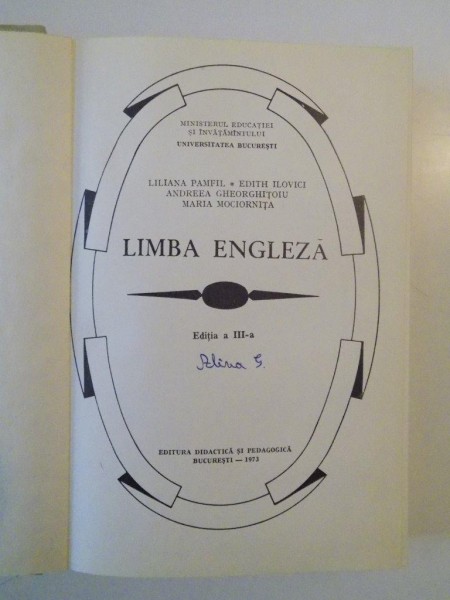 MINISTERUL EDUCAȚIEI
ȘI ÎNVĂȚĂMÎNTULUI
UNIVERSITATEA BUCUREȘTI
LILIANA PAMFIL • EDITH ILOVICI
ANDREEA GHEORGHIȚOIU
MARIA MOCIORNIȚA
LIMBA ENGLEZĂ
Ediția a III-a
Alina G.
EDITURA DIDACTICĂ ȘI PEDAGOGICĂ
BUCUREȘTI — 1973